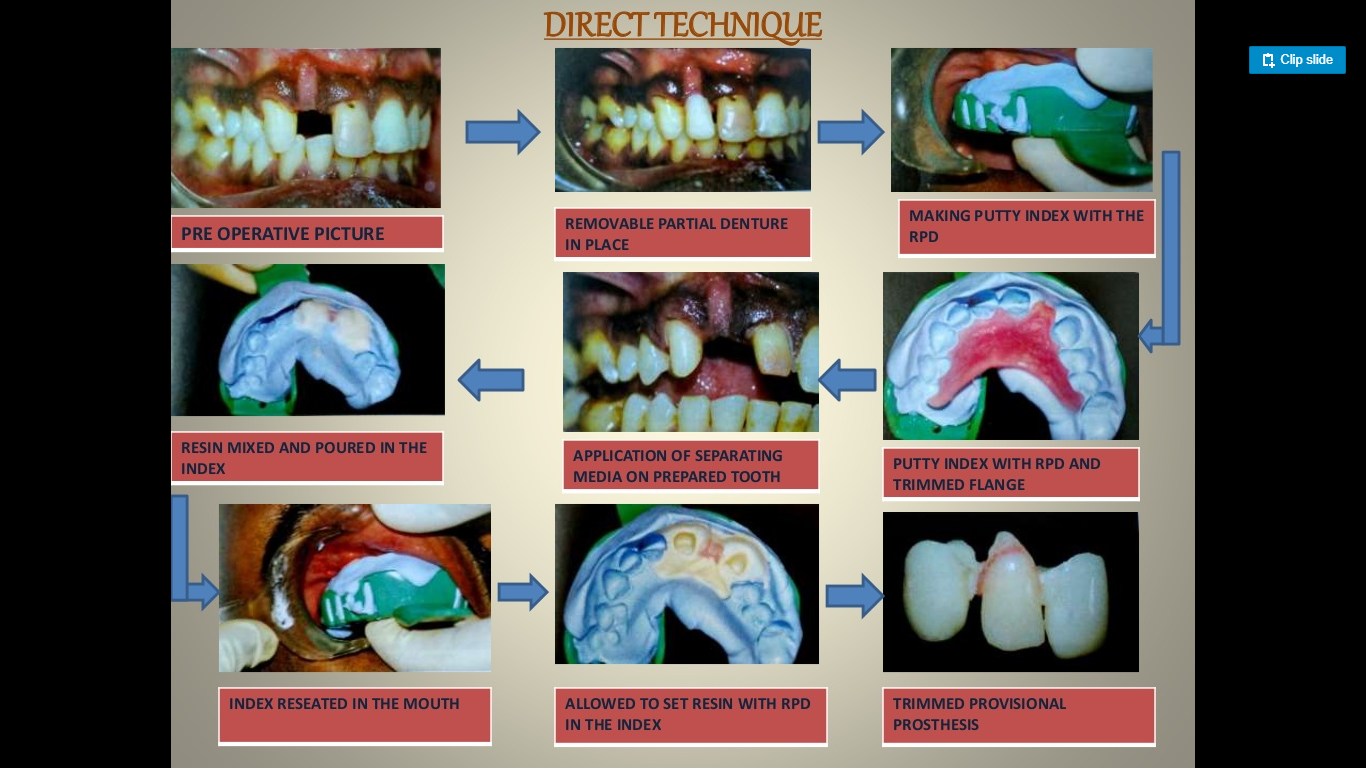 DIRECT TECHNIQUE
Clip slide
PRE OPERATIVE PICTURE
REMOVABLE PARTIAL DENTURE
IN PLACE
MAKING PUTTY INDEX WITH THE
RPD
PUTTY INDEX WITH RPD AND
TRIMMED FLANGE
APPLICATION OF SEPARATING
MEDIA ON PREPARED TOOTH
RESIN MIXED AND POURED IN THE
INDEX
INDEX RESEATED IN THE MOUTH
ALLOWED TO SET RESIN WITH RPD
IN THE INDEX
TRIMMED PROVISIONAL
PROSTHESIS